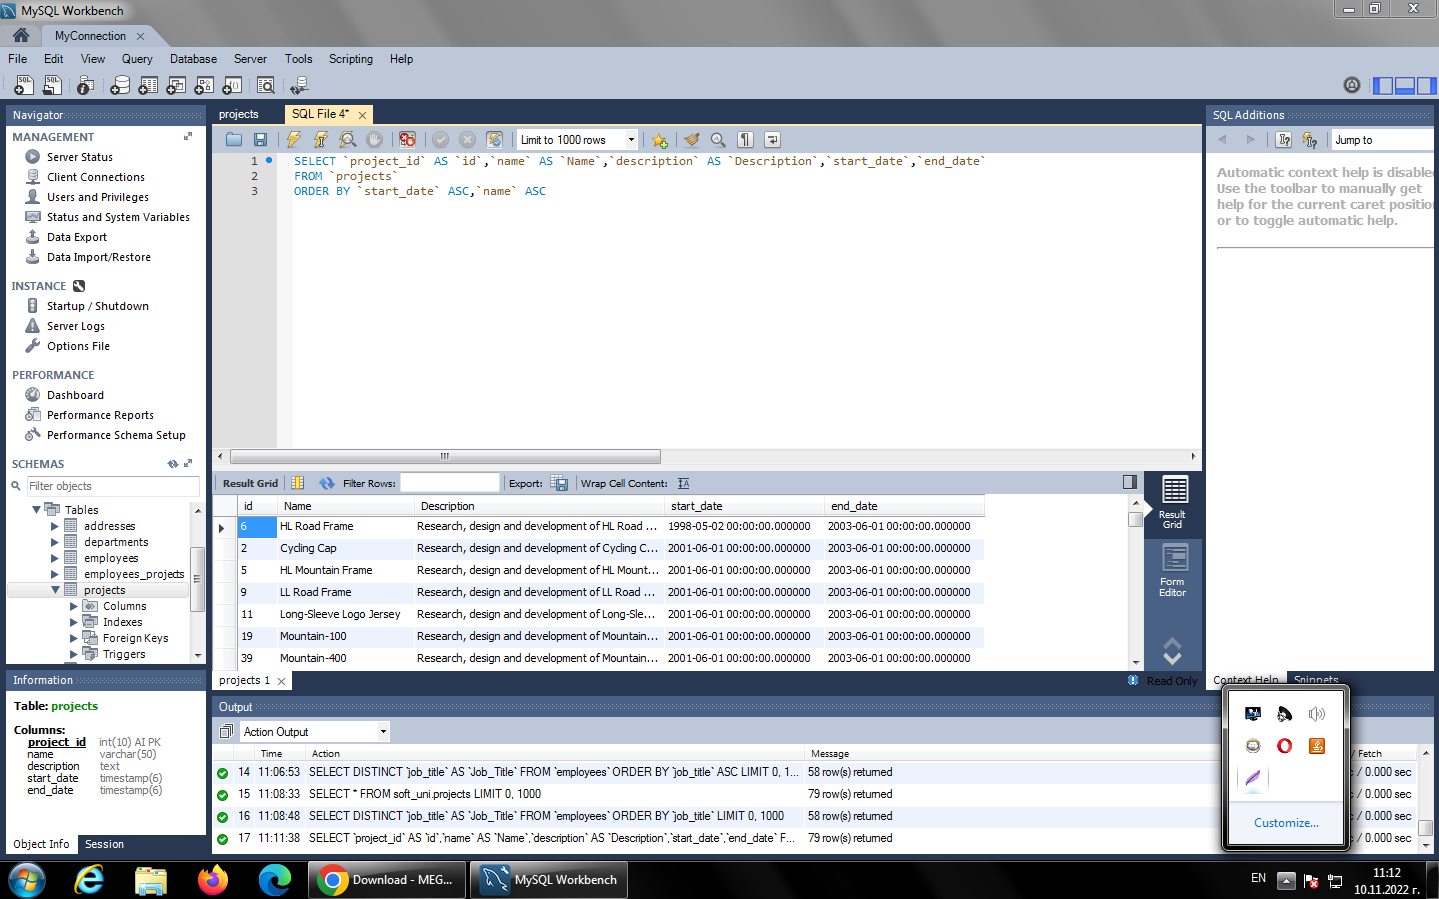 MySQL Workbench
MyConnection
File Edit View Query Database Server Tools Scripting Help
Navigator
MANAGEMENT
Server Status
Client Connections
Users and Privileges
Status and System Variables
Data Export
Data Import/Restore
INSTANCE
Startup / Shutdown
Server Logs
Options File
PERFORMANCE
Dashboard
Performance Reports
Performance Schema Setup
SCHEMAS
Filter objects
Tables
addresses
departments
employees
employees_projects
projects
Columns
Indexes
Foreign Keys
Triggers
Information
Table: projects
Columns:
project_id int(10) AI PK
name varchar(50)
description text
start_date timestamp(6)
end_date timestamp(6)
Object Info Session
projects SQL File 4*
Limit to 1000 rows
1 SELECT `project_id` AS `id`,`name` AS `Name`,`description` AS `Description`,`start_date`,`end_date`
2 FROM `projects`
3 ORDER BY `start_date` ASC,`name` ASC
Result Grid Filter Rows: Export: Wrap Cell Content:
id Name Description start_date end_date
6 HL Road Frame Research, design and development of HL Road ... 1998-05-02 00:00:00.000000 2003-06-01 00:00:00.000000
2 Cycling Cap Research, design and development of Cycling C... 2001-06-01 00:00:00.000000 2003-06-01 00:00:00.000000
5 HL Mountain Frame Research, design and development of HL Mount... 2001-06-01 00:00:00.000000 2003-06-01 00:00:00.000000
9 LL Road Frame Research, design and development of LL Road ... 2001-06-01 00:00:00.000000 2003-06-01 00:00:00.000000
11 Long-Sleeve Logo Jersey Research, design and development of Long-Sle... 2001-06-01 00:00:00.000000 2003-06-01 00:00:00.000000
19 Mountain-100 Research, design and development of Mountain... 2001-06-01 00:00:00.000000 2003-06-01 00:00:00.000000
39 Mountain-400 Research, design and development of Mountain... 2001-06-01 00:00:00.000000 2003-06-01 00:00:00.000000
Result
Grid
Form
Editor
projects 1
Read Only
SQL Additions
Jump to
Automatic context help is disable
Use the toolbar to manually get
help for the current caret position
or to toggle automatic help.
Context Help Snippets
Output
Action Output
Time Action Message / Fetch
14 11:06:53 SELECT DISTINCT `job_title` AS `Job_Title` FROM `employees` ORDER BY `job_title` ASC LIMIT 0, 1... 58 row(s) returned / 0.000 sec
15 11:08:33 SELECT * FROM soft_uni.projects LIMIT 0, 1000 79 row(s) returned / 0.000 sec
16 11:08:48 SELECT DISTINCT `job_title` AS `Job_Title` FROM `employees` ORDER BY `job_title` LIMIT 0, 1000 58 row(s) returned / 0.000 sec
17 11:11:38 SELECT `project_id` AS `id`,`name` AS `Name`,`description` AS `Description`,`start_date`,`end_date` F... 79 row(s) returned / 0.000 sec
Customize...
Download - MEG...
MySQL Workbench
EN
11:12
10.11.2022 г.